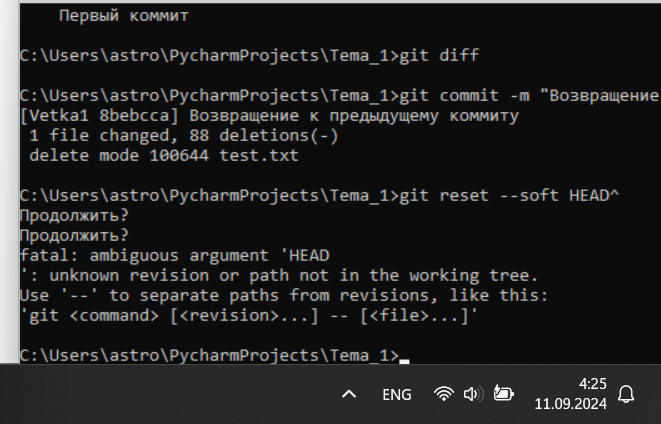 Первый коммит
C:\Users\astro\PycharmProjects\Tema_1>git diff
C:\Users\astro\PycharmProjects\Tema_1>git commit -m "Возвращение
[Vetka1 8bebcca] Возвращение к предыдущему коммиту
1 file changed, 88 deletions(-)
delete mode 100644 test.txt
C:\Users\astro\PycharmProjects\Tema_1>git reset --soft HEAD^
Продолжить?
Продолжить?
fatal: ambiguous argument 'HEAD
': unknown revision or path not in the working tree.
Use '--' to separate paths from revisions, like this:
'git <command> [<revision>...] -- [<file>...]'
C:\Users\astro\PycharmProjects\Tema_1>
ENG
4:25
11.09.2024